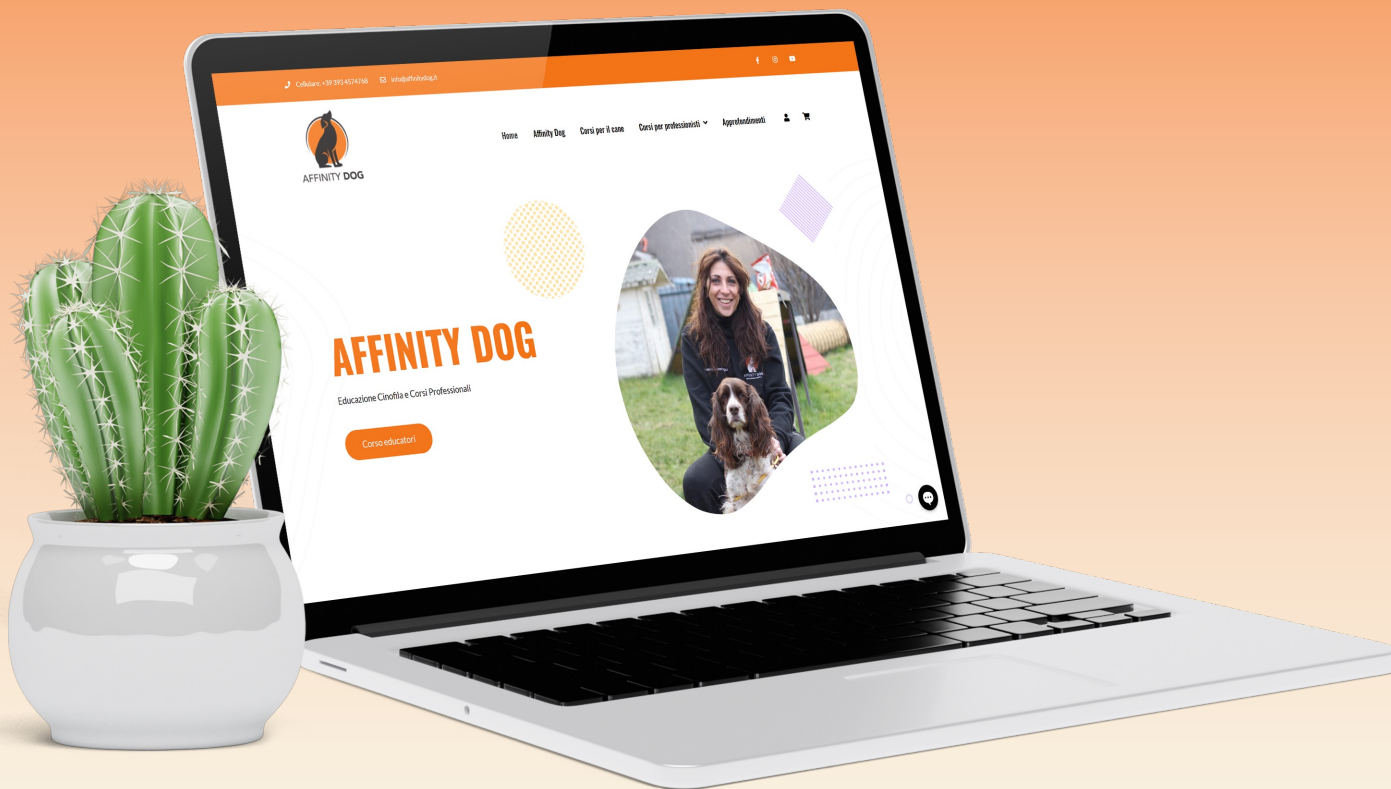 Cellulare: +39 393 4574768 info@affinitydog.it
AFFINITY DOG
Home Affinity Dog Corsi per il cane Corsi per professionisti Approfondimenti
AFFINITY DOG
Educazione Cinofila e Corsi Professionali
Corso educatori